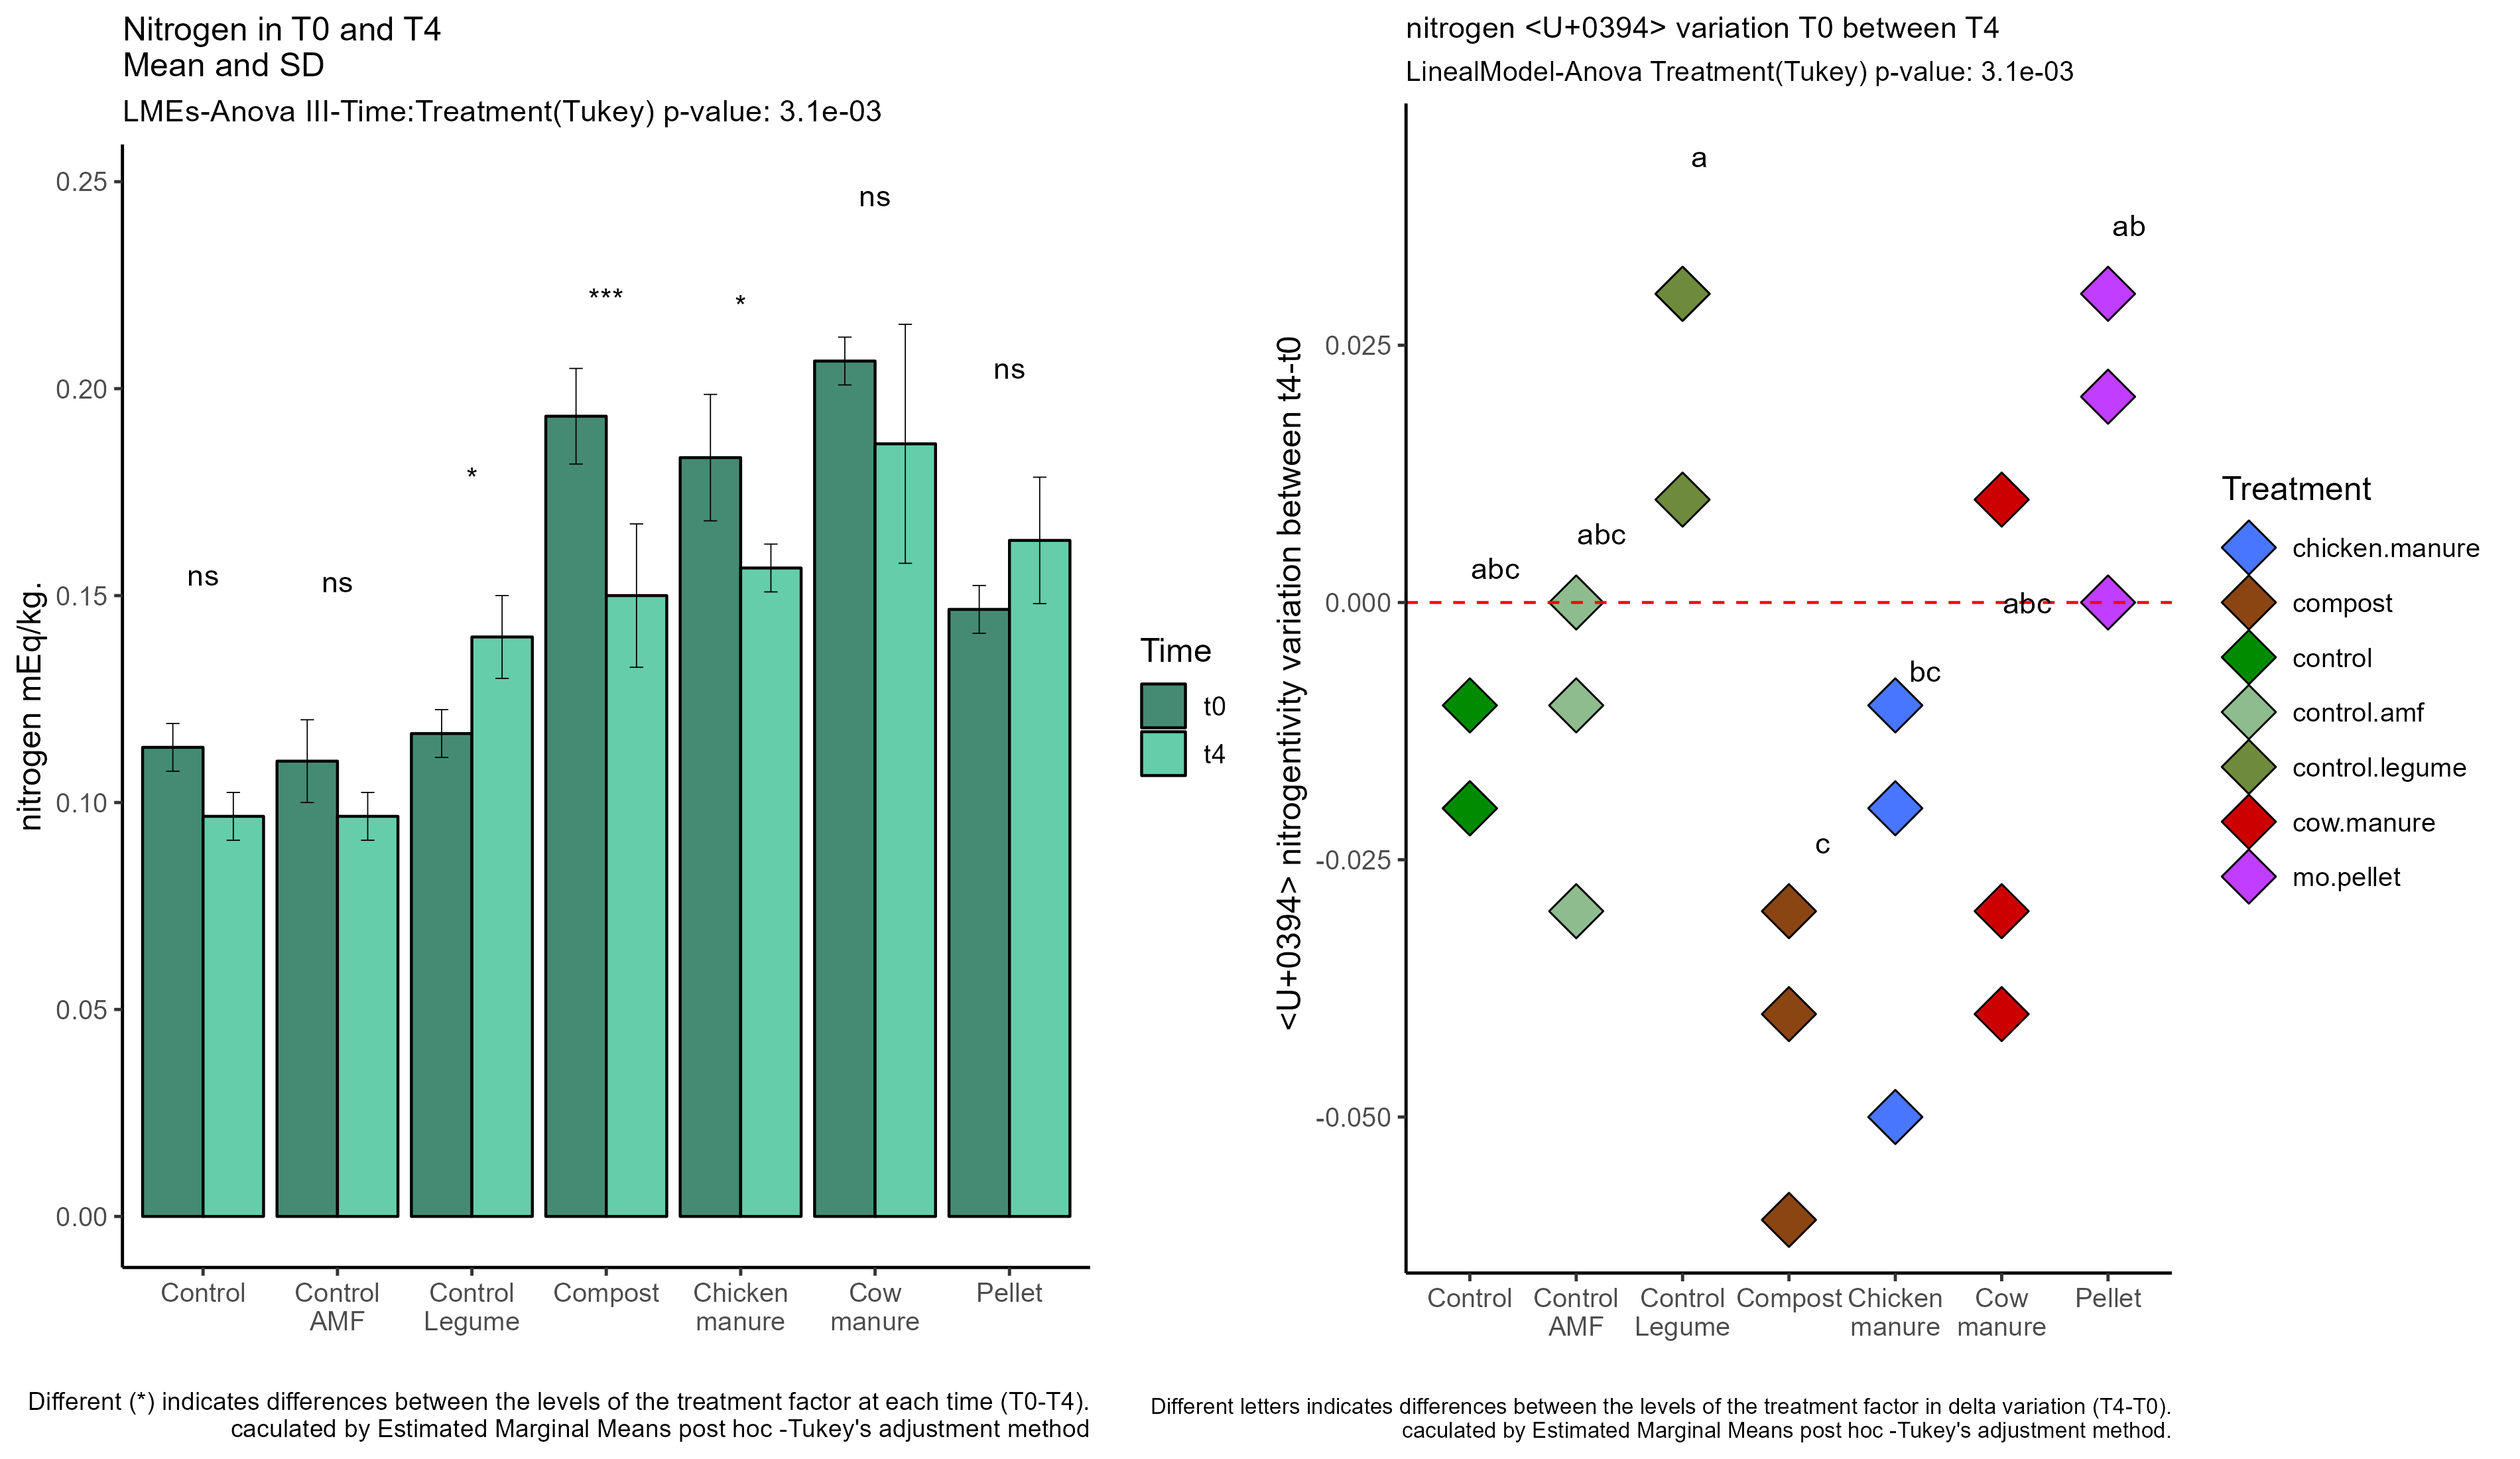 Nitrogen in T0 and T4
Mean and SD
LMEs-Anova III-Time:Treatment(Tukey) p-value: 3.1e-03
nitrogen mEq/kg.
0.25
0.20
0.15
0.10
0.05
0.00
ns
ns
*
***
*
ns
ns
Control
Control
AMF
Control
Legume
Compost
Chicken
manure
Cow
manure
Pellet
Time
t0
t4
Different (*) indicates differences between the levels of the treatment factor at each time (T0-T4).
caculated by Estimated Marginal Means post hoc -Tukey's adjustment method
nitrogen <U+0394> variation T0 between T4
LinealModel-Anova Treatment(Tukey) p-value: 3.1e-03
<U+0394> nitrogentivity variation between t4-t0
0.025
0.000
-0.025
-0.050
abc
abc
a
c
bc
abc
ab
Control
Control
AMF
Control
Legume
Compost
Chicken
manure
Cow
manure
Pellet
Treatment
chicken.manure
compost
control
control.amf
control.legume
cow.manure
mo.pellet
Different letters indicates differences between the levels of the treatment factor in delta variation (T4-T0).
caculated by Estimated Marginal Means post hoc -Tukey's adjustment method.